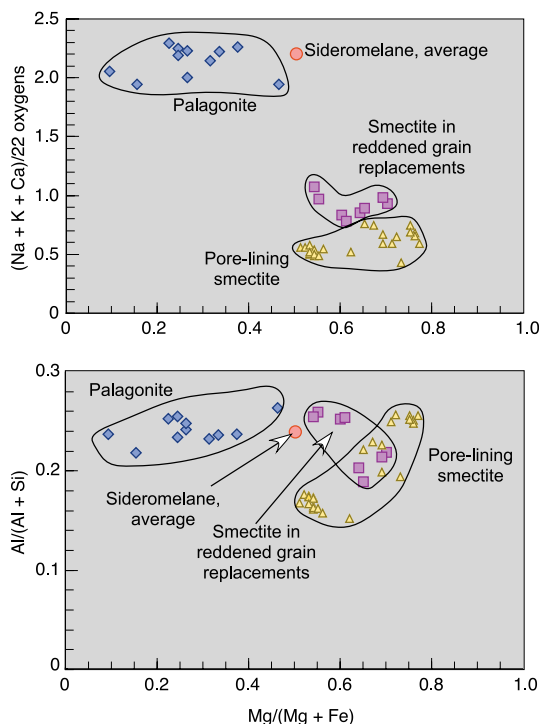 2.5
2.0
1.5
1.0
0.5
0
(Na + K + Ca)/22 oxygens
Sideromelane, average
Palagonite
Smectite in
reddened grain
replacements
Pore-lining
smectite
0
0.2
0.4
0.6
0.8
1.0
0.3
0.2
0.1
0.0
Al/(Al + Si)
Palagonite
Pore-lining
smectite
Sideromelane,
average
Smectite in
reddened grain
replacements
0
0.2
0.4
0.6
0.8
1.0
Mg/(Mg + Fe)